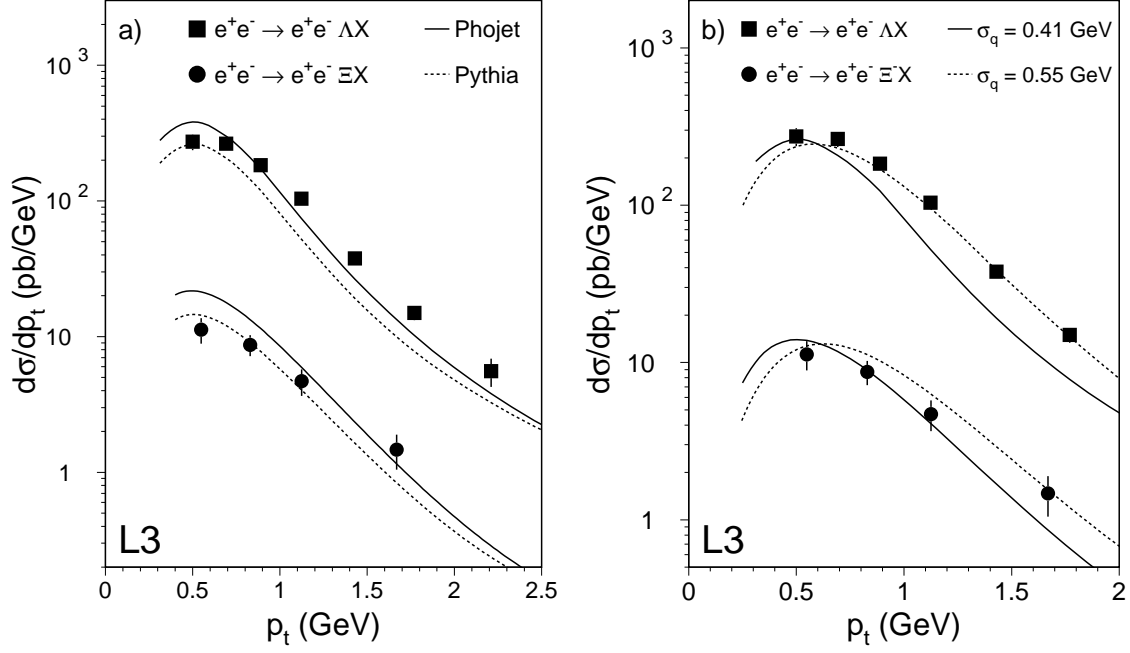 a) ■ e⁺e⁻ → e⁺e⁻ ΛX — Phojet
● e⁺e⁻ → e⁺e⁻ ΞX ---- Pythia
10³
10²
10
1
dσ/dpₜ (pb/GeV)
L3
0 0.5 1 1.5 2 2.5
pₜ (GeV)
b) ■ e⁺e⁻ → e⁺e⁻ ΛX — σ_q = 0.41 GeV
● e⁺e⁻ → e⁺e⁻ Ξ⁻X ---- σ_q = 0.55 GeV
10³
10²
10
1
dσ/dpₜ (pb/GeV)
L3
0 0.5 1 1.5 2
pₜ (GeV)